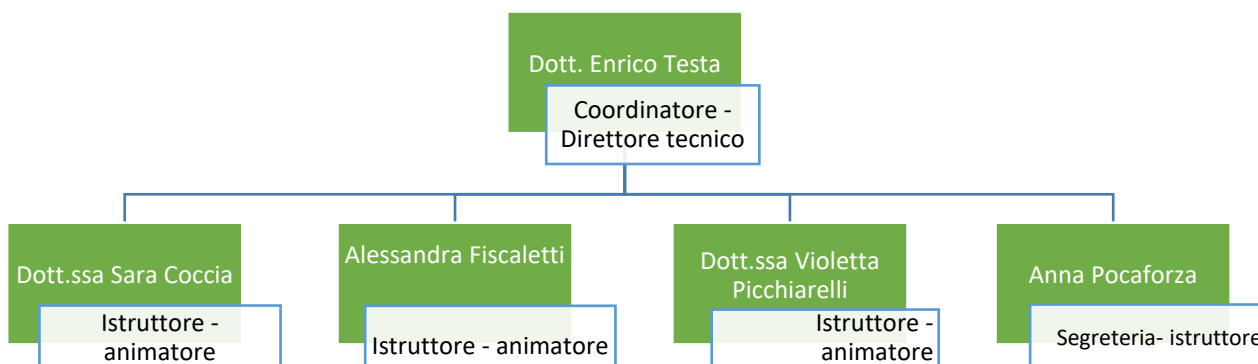 Dott. Enrico Testa
Coordinatore -
Direttore tecnico
Dott.ssa Sara Coccia
Istruttore -
animatore
Alessandra Fiscaletti
Istruttore - animatore
Dott.ssa Violetta
Picchiarelli
Istruttore -
animatore
Anna Pocaforza
Segreteria- istruttore